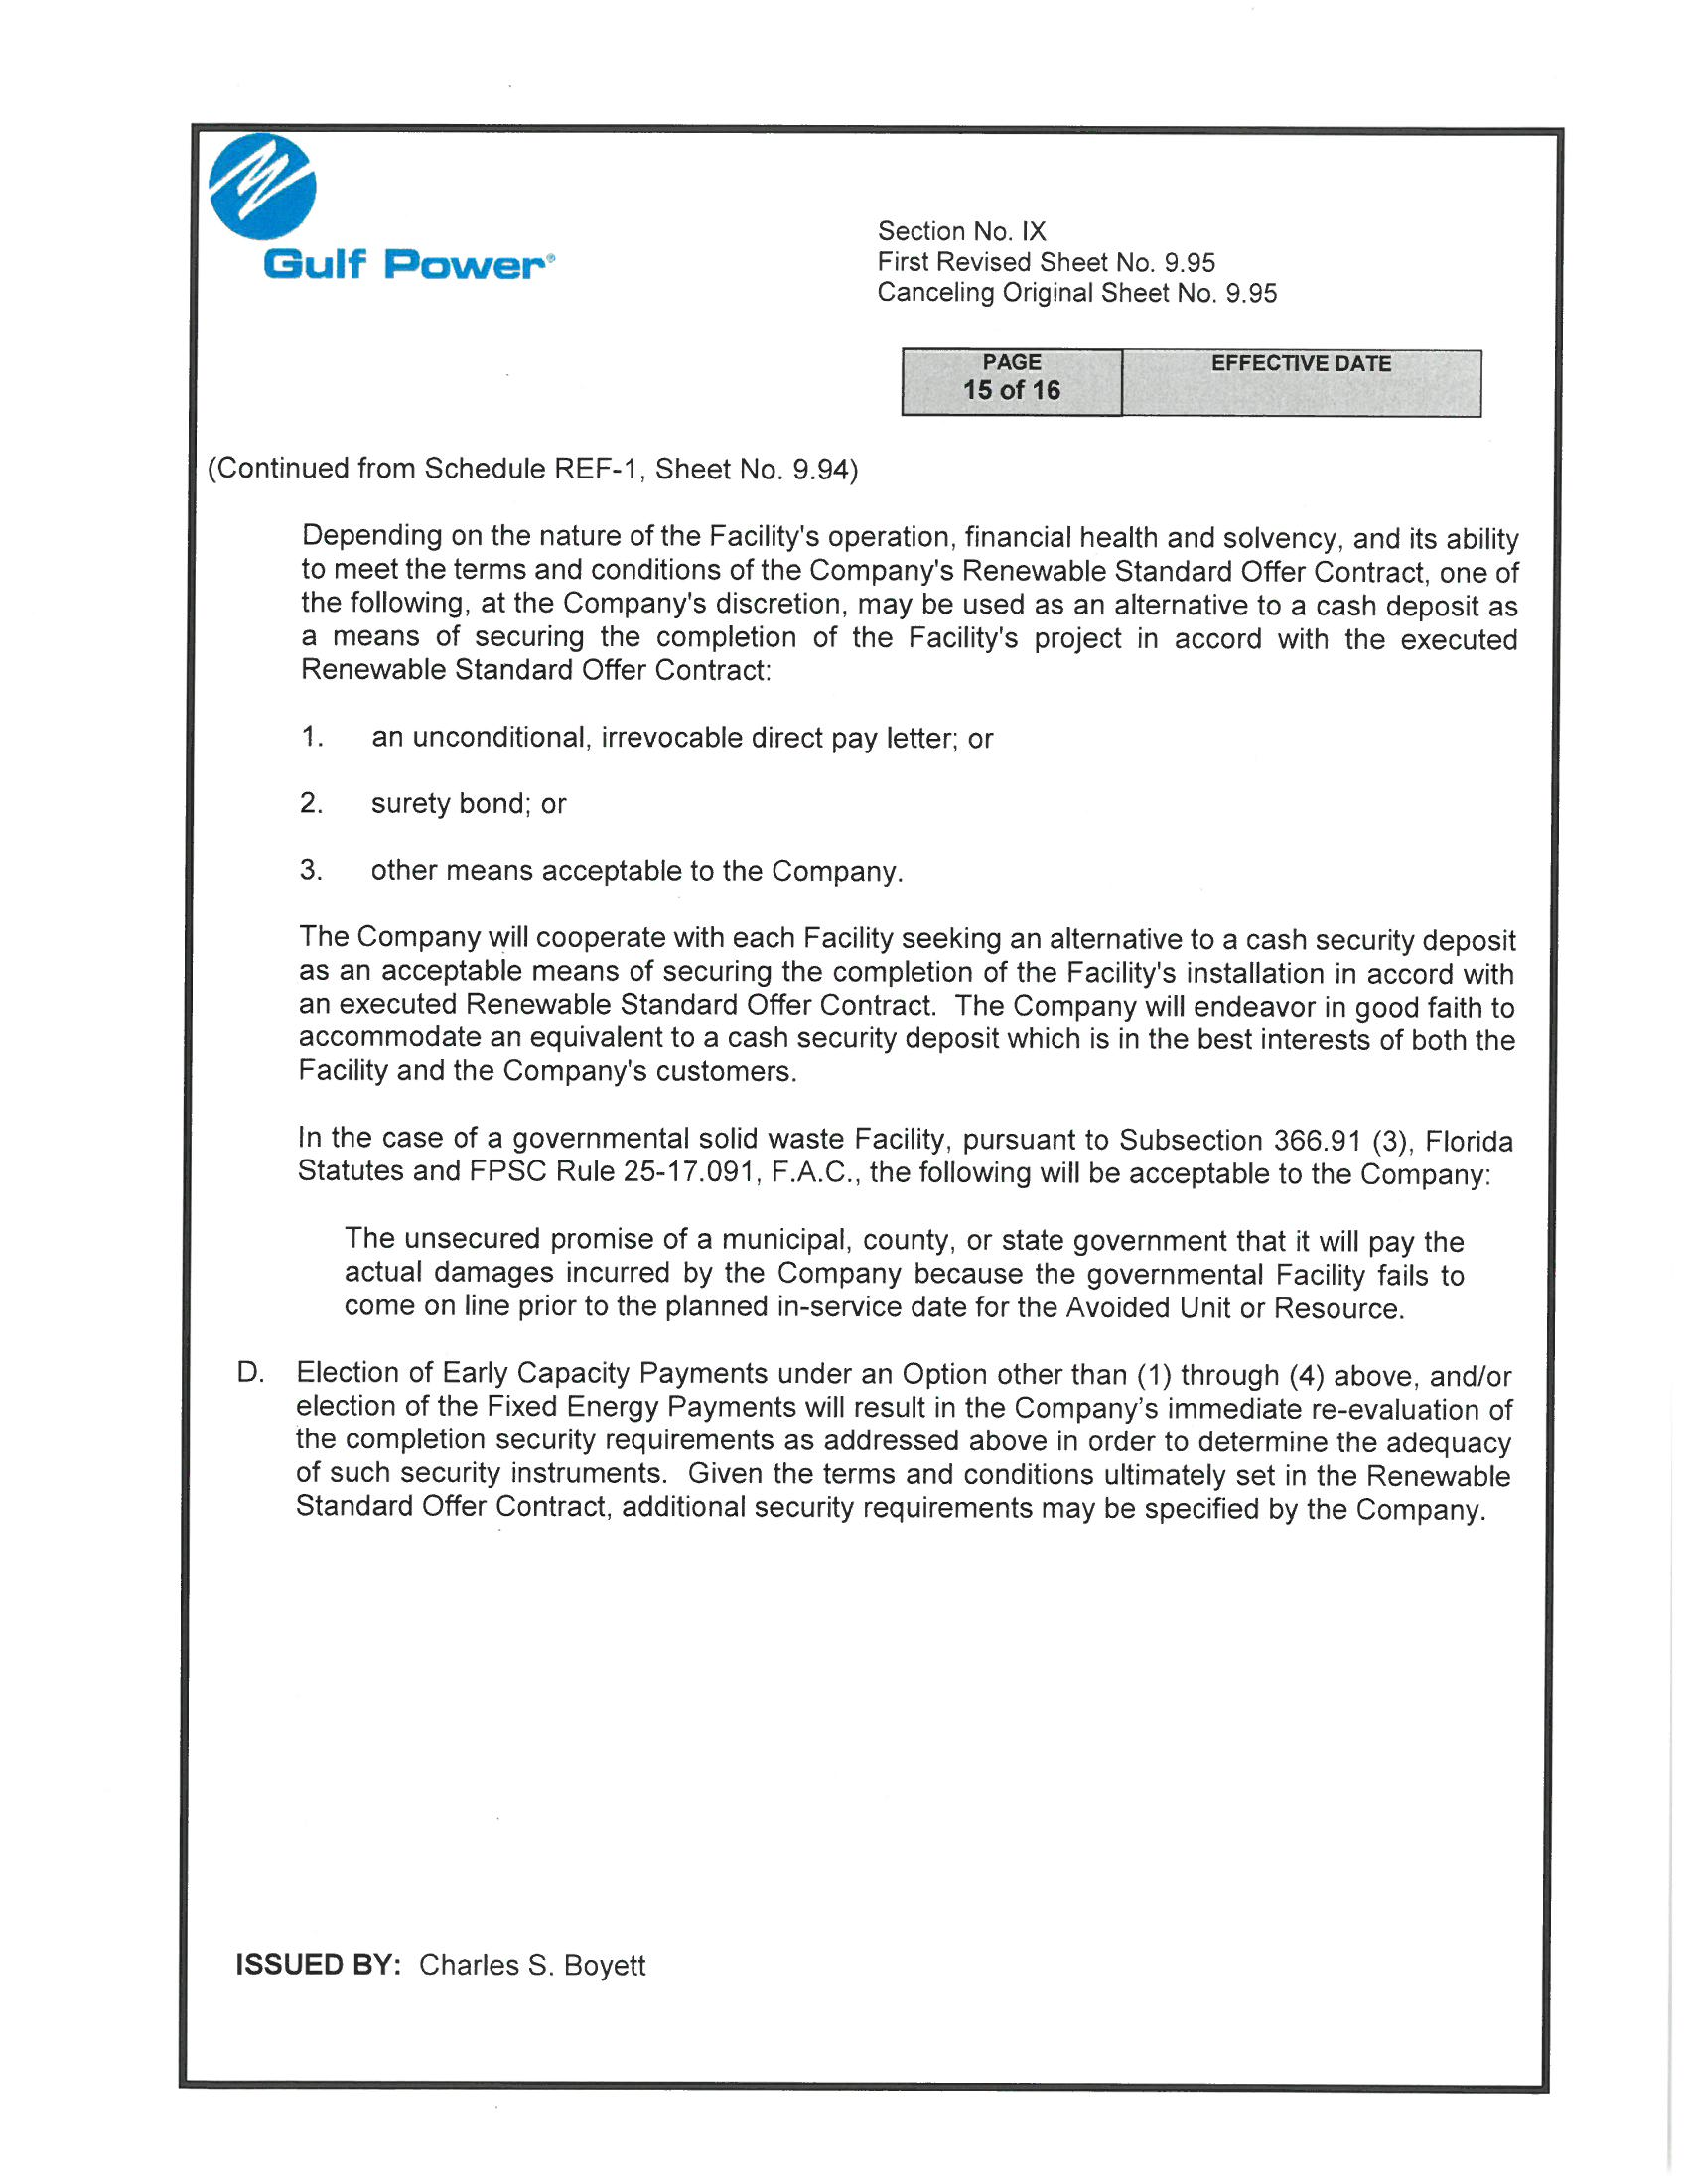 Gulf Power®
Section No. IX
First Revised Sheet No. 9.95
Canceling Original Sheet No. 9.95
PAGE
15 of 16
EFFECTIVE DATE
(Continued from Schedule REF-1, Sheet No. 9.94)
Depending on the nature of the Facility's operation, financial health and solvency, and its ability
to meet the terms and conditions of the Company's Renewable Standard Offer Contract, one of
the following, at the Company's discretion, may be used as an alternative to a cash deposit as
a means of securing the completion of the Facility's project in accord with the executed
Renewable Standard Offer Contract:
1. an unconditional, irrevocable direct pay letter; or
2. surety bond; or
3. other means acceptable to the Company.
The Company will cooperate with each Facility seeking an alternative to a cash security deposit
as an acceptable means of securing the completion of the Facility's installation in accord with
an executed Renewable Standard Offer Contract. The Company will endeavor in good faith to
accommodate an equivalent to a cash security deposit which is in the best interests of both the
Facility and the Company's customers.
In the case of a governmental solid waste Facility, pursuant to Subsection 366.91 (3), Florida
Statutes and FPSC Rule 25-17.091, F.A.C., the following will be acceptable to the Company:
The unsecured promise of a municipal, county, or state government that it will pay the
actual damages incurred by the Company because the governmental Facility fails to
come on line prior to the planned in-service date for the Avoided Unit or Resource.
D. Election of Early Capacity Payments under an Option other than (1) through (4) above, and/or
election of the Fixed Energy Payments will result in the Company's immediate re-evaluation of
the completion security requirements as addressed above in order to determine the adequacy
of such security instruments. Given the terms and conditions ultimately set in the Renewable
Standard Offer Contract, additional security requirements may be specified by the Company.
ISSUED BY: Charles S. Boyett